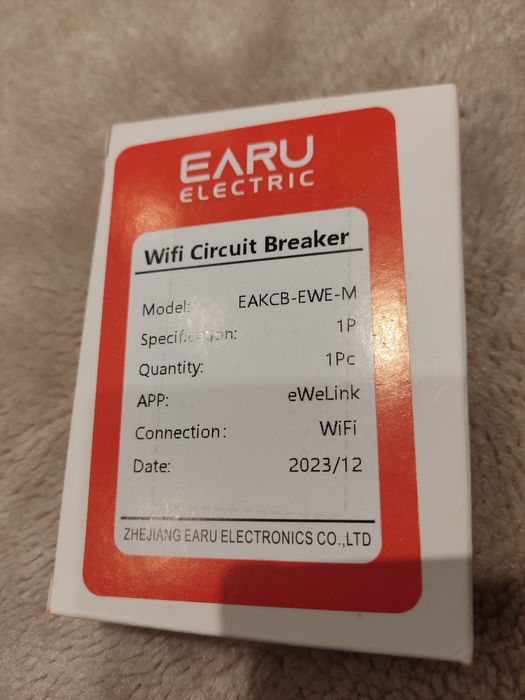 EARU
ELECTRIC
Wifi Circuit Breaker
Model: EAKCB-EWE-M
Specification: 1P
Quantity: 1Pc
APP: eWeLink
Connection: WiFi
Date: 2023/12
ZHEJIANG EARU ELECTRONICS CO.,LTD